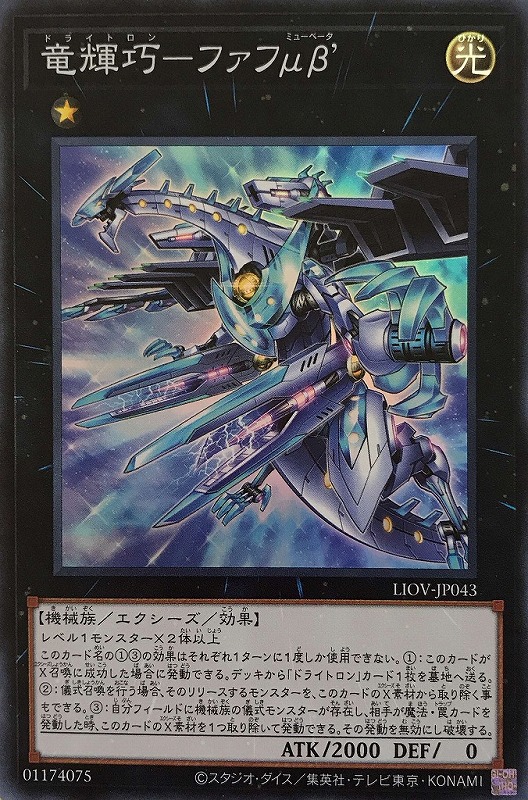 ドライトロン ミューベータ
竜輝巧－ファフμβ’
ひかり
光
LIOV-JP043
【機械族／エクシーズ／効果】
レベル1モンスター×2体以上
このカード名の①③の効果はそれぞれ1ターンに1度しか使用できない。①：このカードが
X召喚に成功した場合に発動できる。デッキから「ドライトロン」カード1枚を墓地へ送る。
②：儀式召喚を行う場合、そのリリースするモンスターを、このカードのX素材から取り除く事
もできる。③：自分フィールドに機械族の儀式モンスターが存在し、相手が魔法・罠カードを
発動した時、このカードのX素材を1つ取り除いて発動できる。その発動を無効にし破壊する。
ATK/2000 DEF/ 0
01174075
©スタジオ・ダイス／集英社・テレビ東京・KONAMI